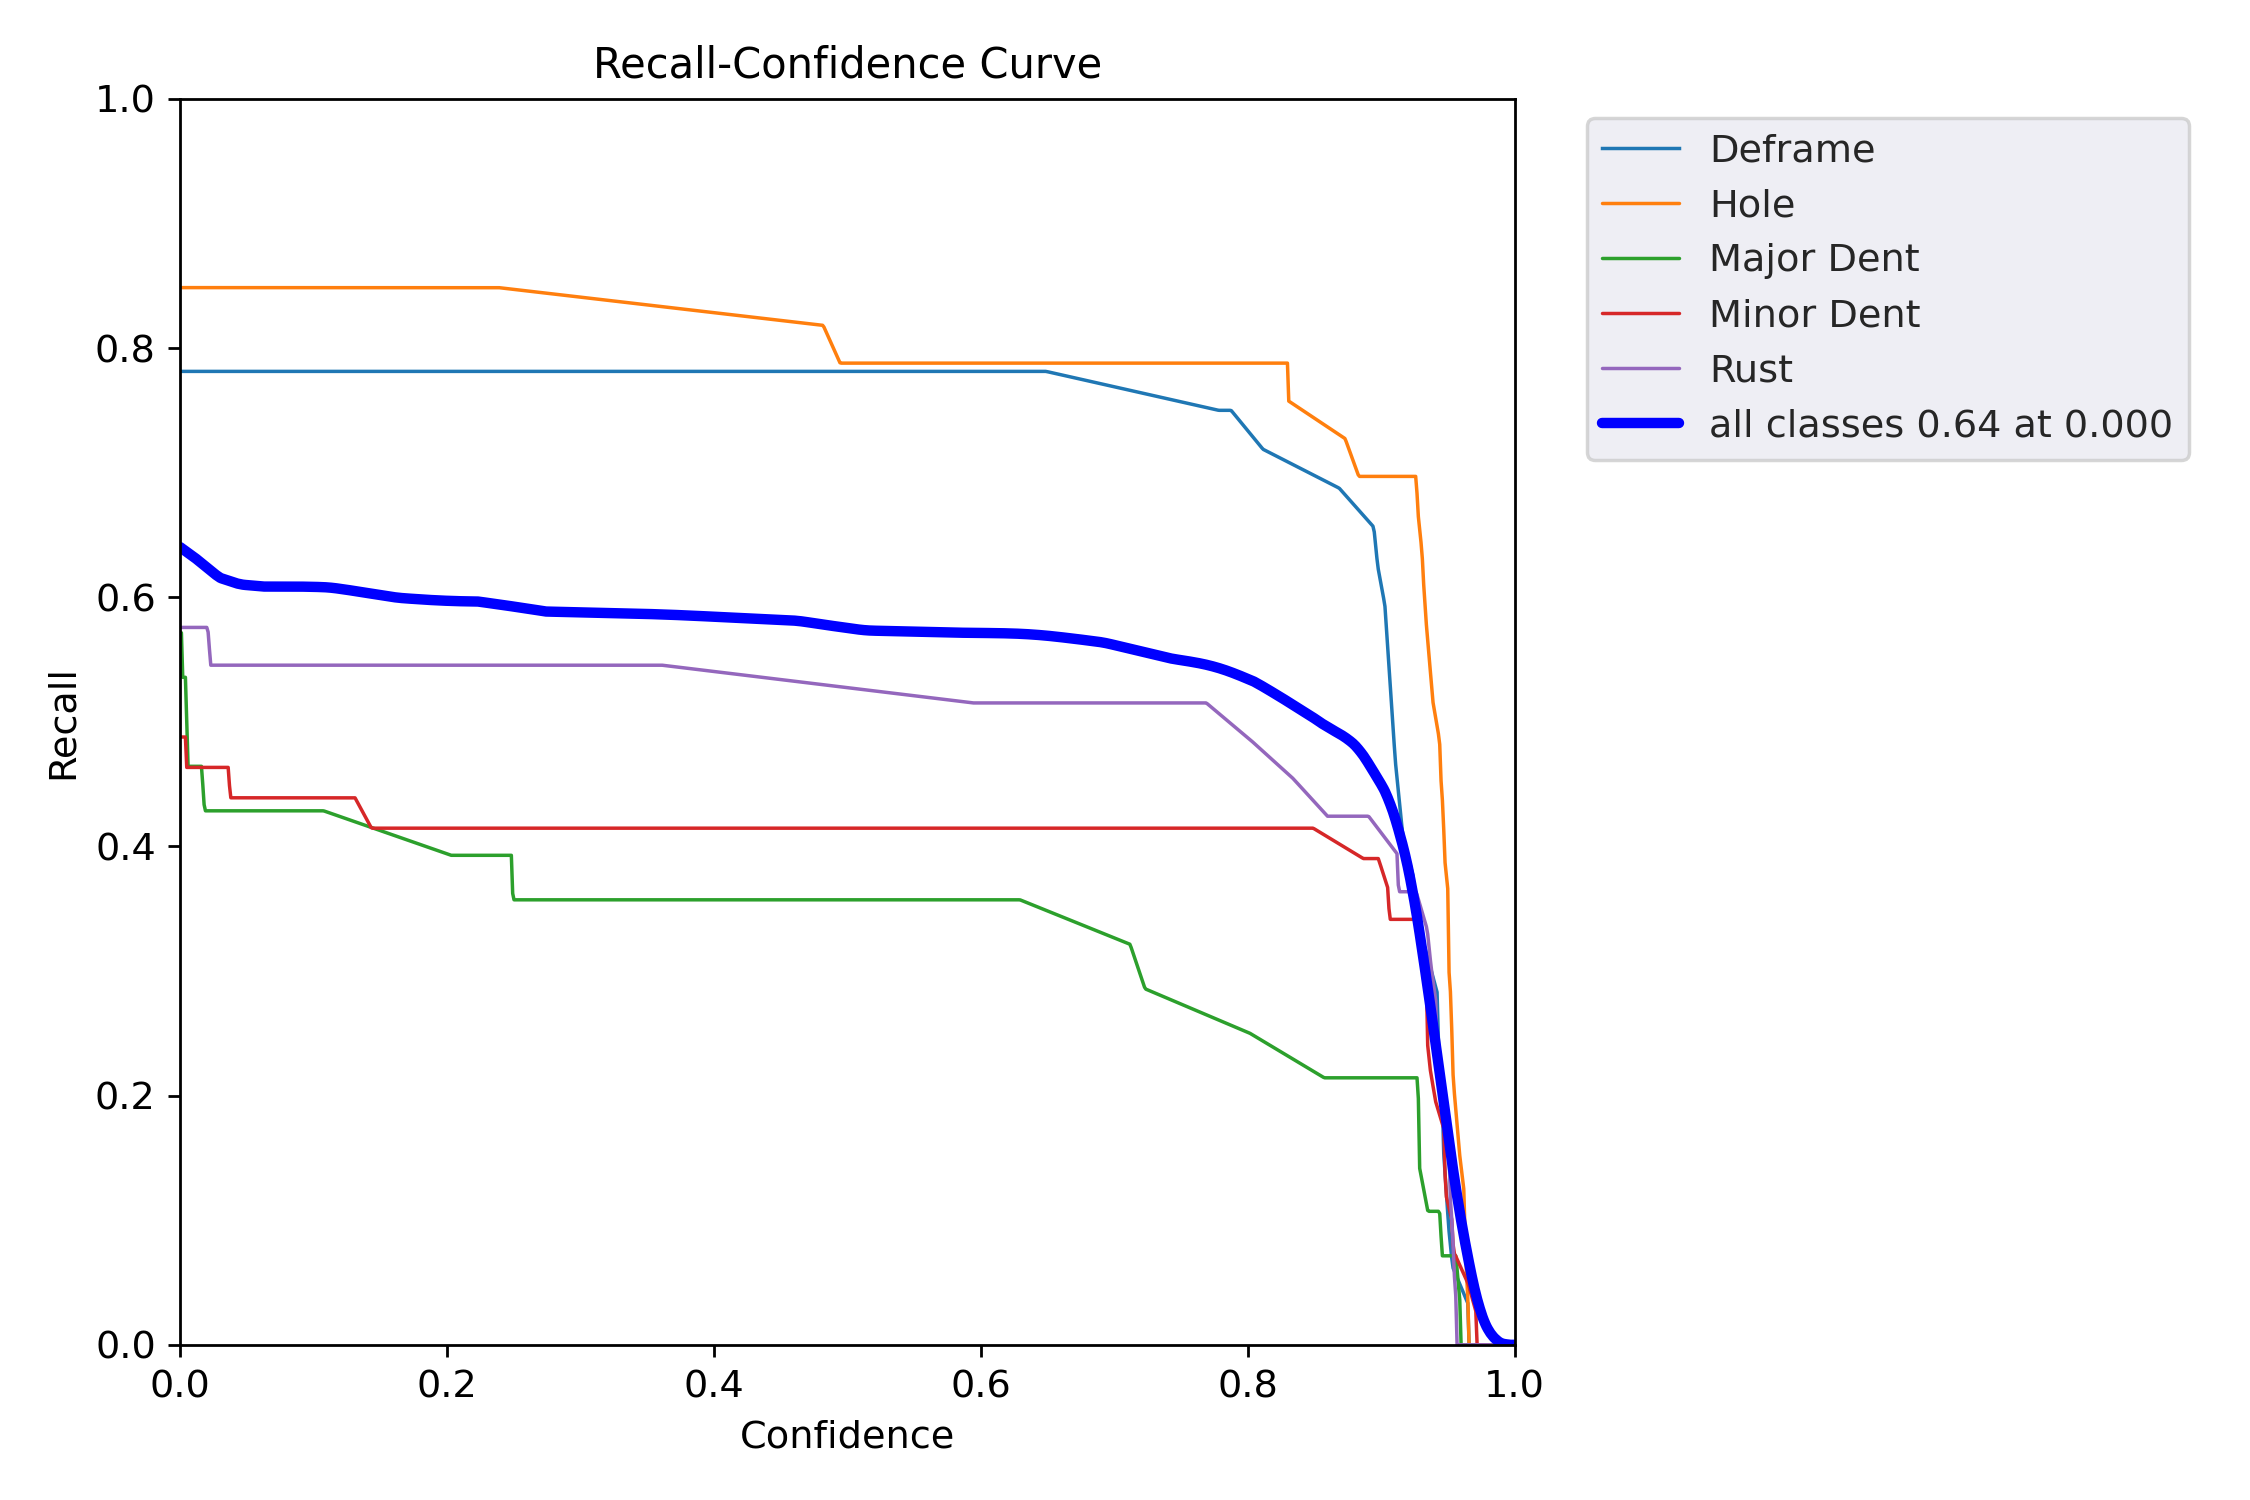 Recall-Confidence Curve
1.0
0.8
0.6
0.4
0.2
0.0
Recall
0.0 0.2 0.4 0.6 0.8 1.0
Confidence
Deframe
Hole
Major Dent
Minor Dent
Rust
all classes 0.64 at 0.000